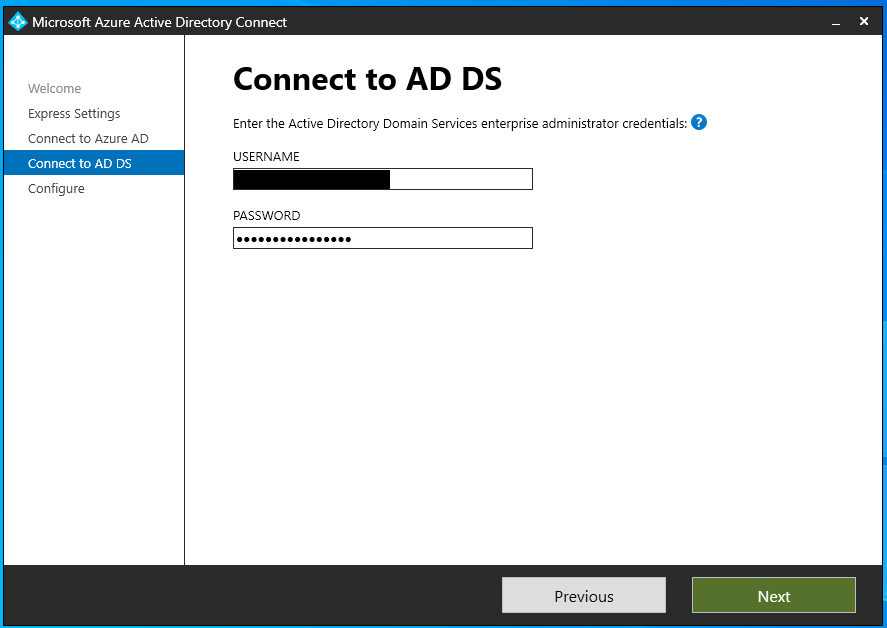 Microsoft Azure Active Directory Connect
Welcome
Express Settings
Connect to Azure AD
Connect to AD DS
Configure
Connect to AD DS
Enter the Active Directory Domain Services enterprise administrator credentials: ?
USERNAME
PASSWORD
••••••••••••••••
Previous
Next